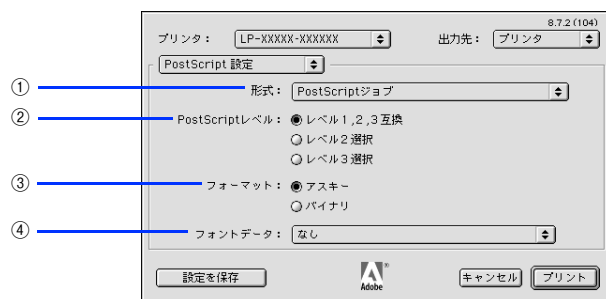 8.7.2 (104)
プリンタ： LP-XXXXX-XXXXXX 出力先： プリンタ
PostScript 設定
① 形式： PostScriptジョブ
② PostScriptレベル： レベル1,2,3互換
レベル2選択
レベル3選択
③ フォーマット： アスキー
バイナリ
④ フォントデータ： なし
設定を保存 Adobe ® キャンセル プリント